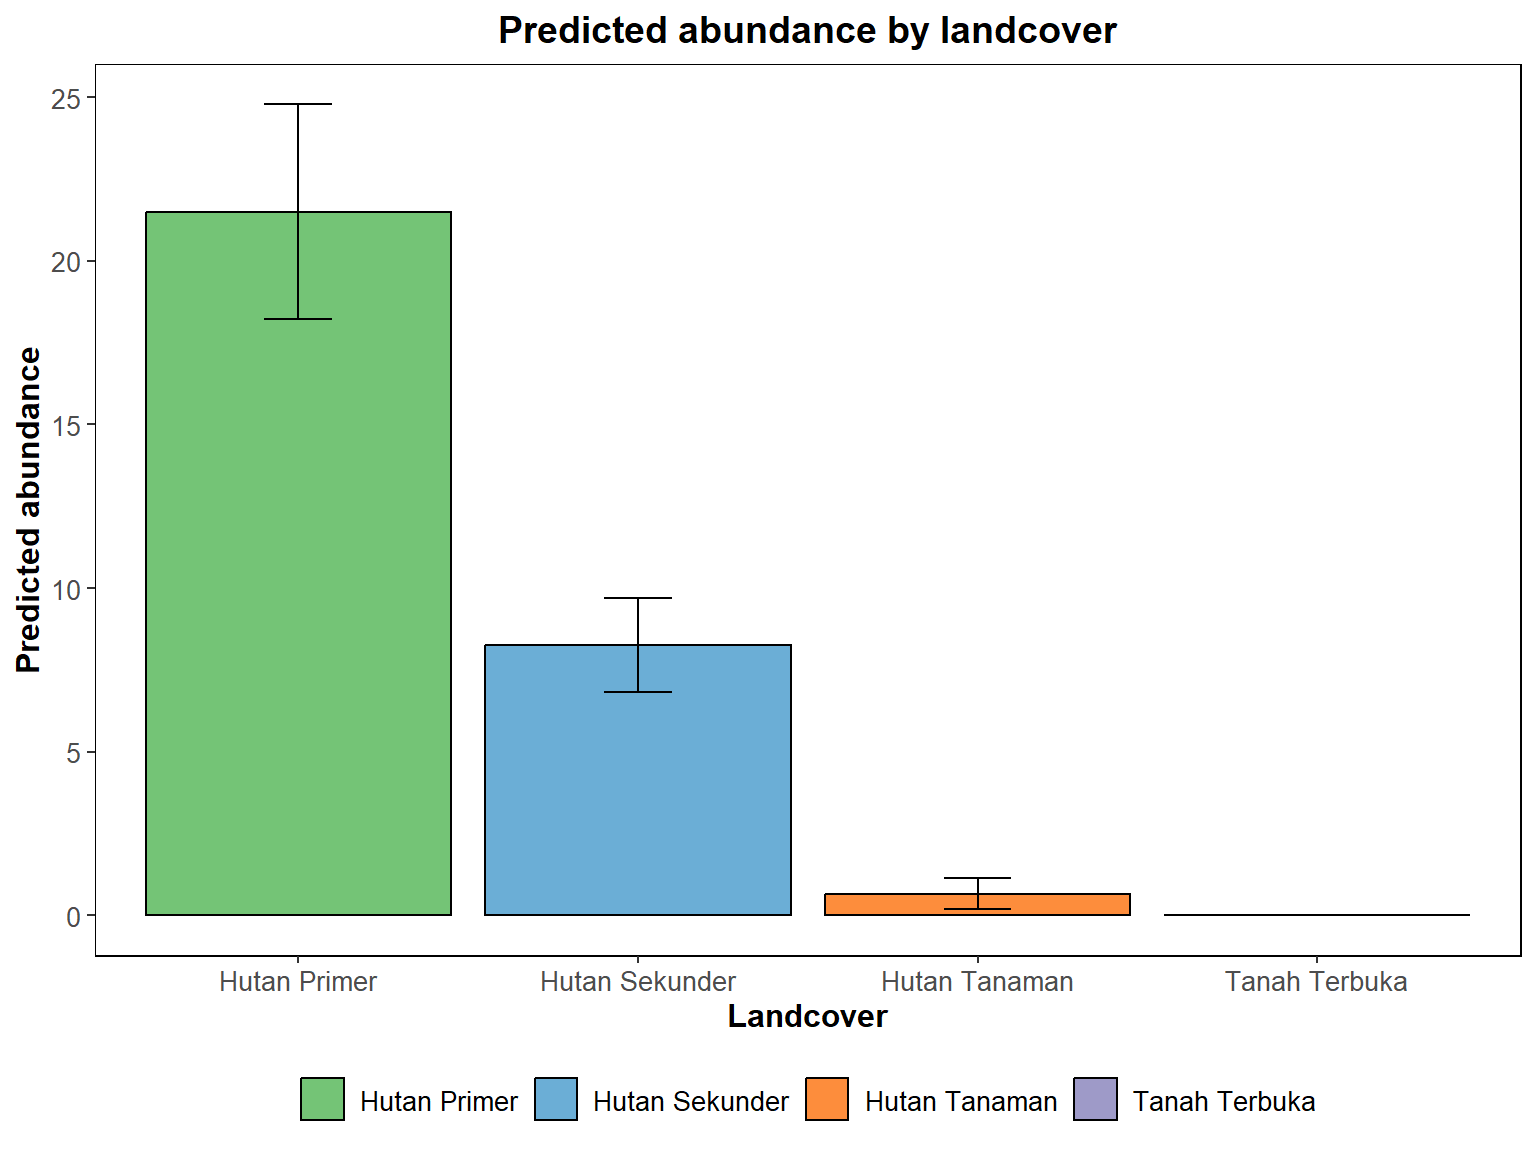 Predicted abundance by landcover
25
20
15
10
5
0
Predicted abundance
Hutan Primer Hutan Sekunder Hutan Tanaman Tanah Terbuka
Landcover
Hutan Primer Hutan Sekunder Hutan Tanaman Tanah Terbuka